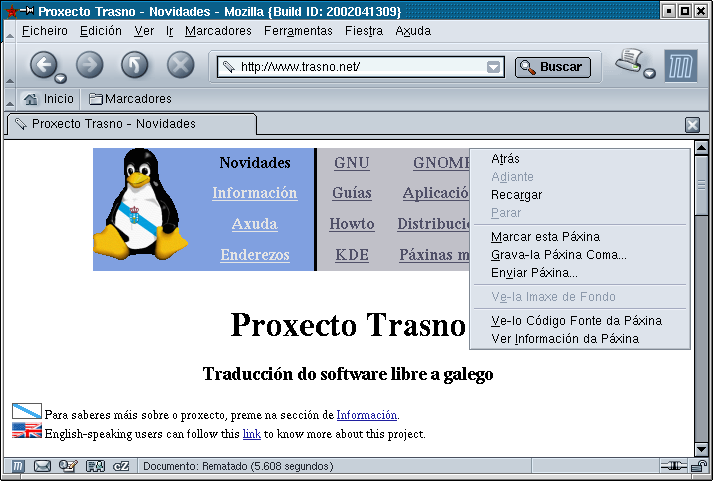 Proxecto Trasno - Novidades - Mozilla {Build ID: 2002041309}
Ficheiro Edición Ver Ir Marcadores Ferramentas Fiestra Axuda
http://www.trasno.net/ Buscar
Inicio Marcadores
Proxecto Trasno - Novidades
Novidades GNU GNOME
Información Guías Aplicació
Axuda Howto Distribucio
Enderezos KDE Páxinas m
Atrás
Adiante
Recargar
Parar
Marcar esta Páxina
Grava-la Páxina Coma...
Enviar Páxina...
Ve-la Imaxe de Fondo
Ve-lo Código Fonte da Páxina
Ver Información da Páxina
Proxecto Trasno
Traducción do software libre a galego
Para saberes máis sobre o proxecto, preme na sección de Información.
English-speaking users can follow this link to know more about this project.
Documento: Rematado (5.608 segundos)